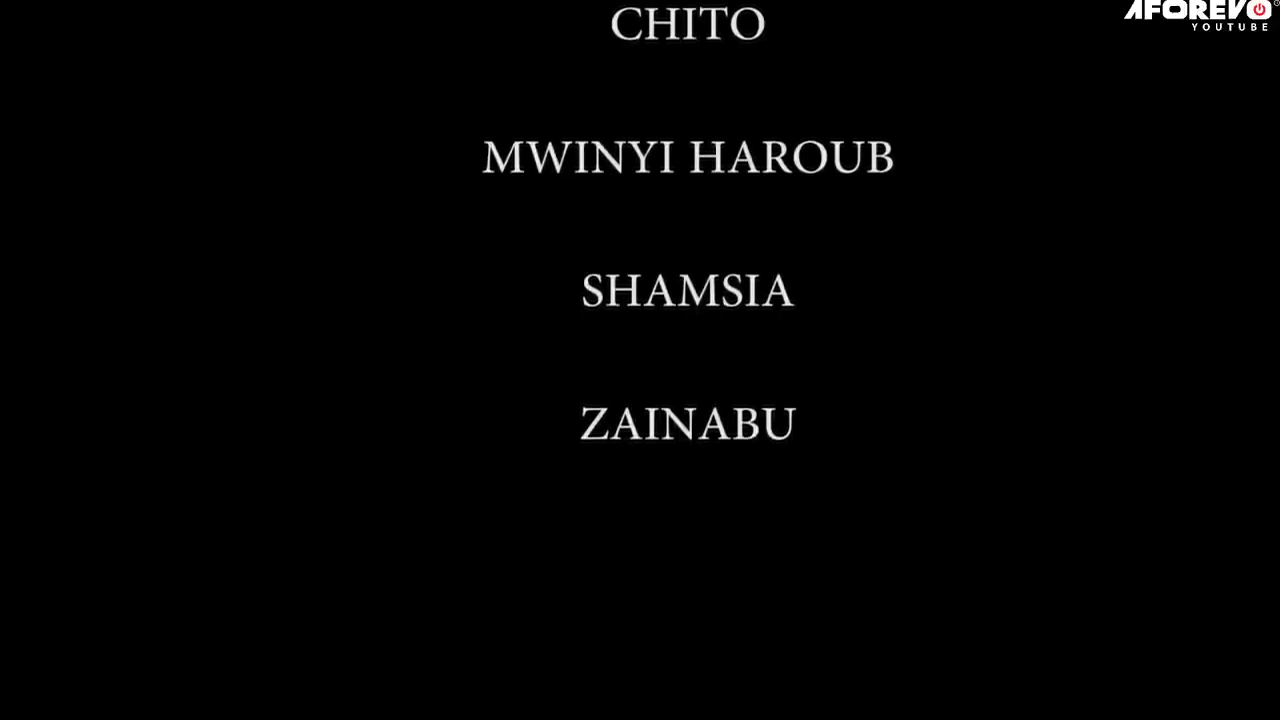 CHITO
AFOREVO
YOUTUBE
MWINYI HAROUB
SHAMSIA
ZAINABU